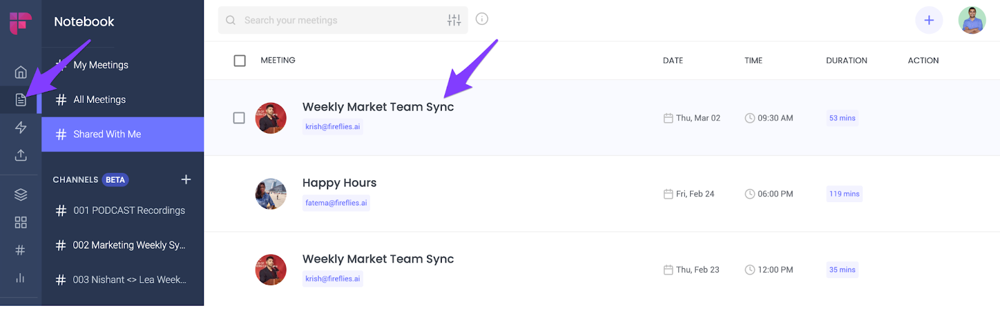 Notebook
My Meetings
All Meetings
Shared With Me
CHANNELS BETA
001 PODCAST Recordings
002 Marketing Weekly Sy...
003 Nishant <> Lea Week...
Search your meetings
MEETING DATE TIME DURATION ACTION
Weekly Market Team Sync
krish@fireflies.ai
Thu, Mar 02 09:30 AM 53 mins
Happy Hours
fatema@fireflies.ai
Fri, Feb 24 06:00 PM 119 mins
Weekly Market Team Sync
krish@fireflies.ai
Thu, Feb 23 12:00 PM 35 mins